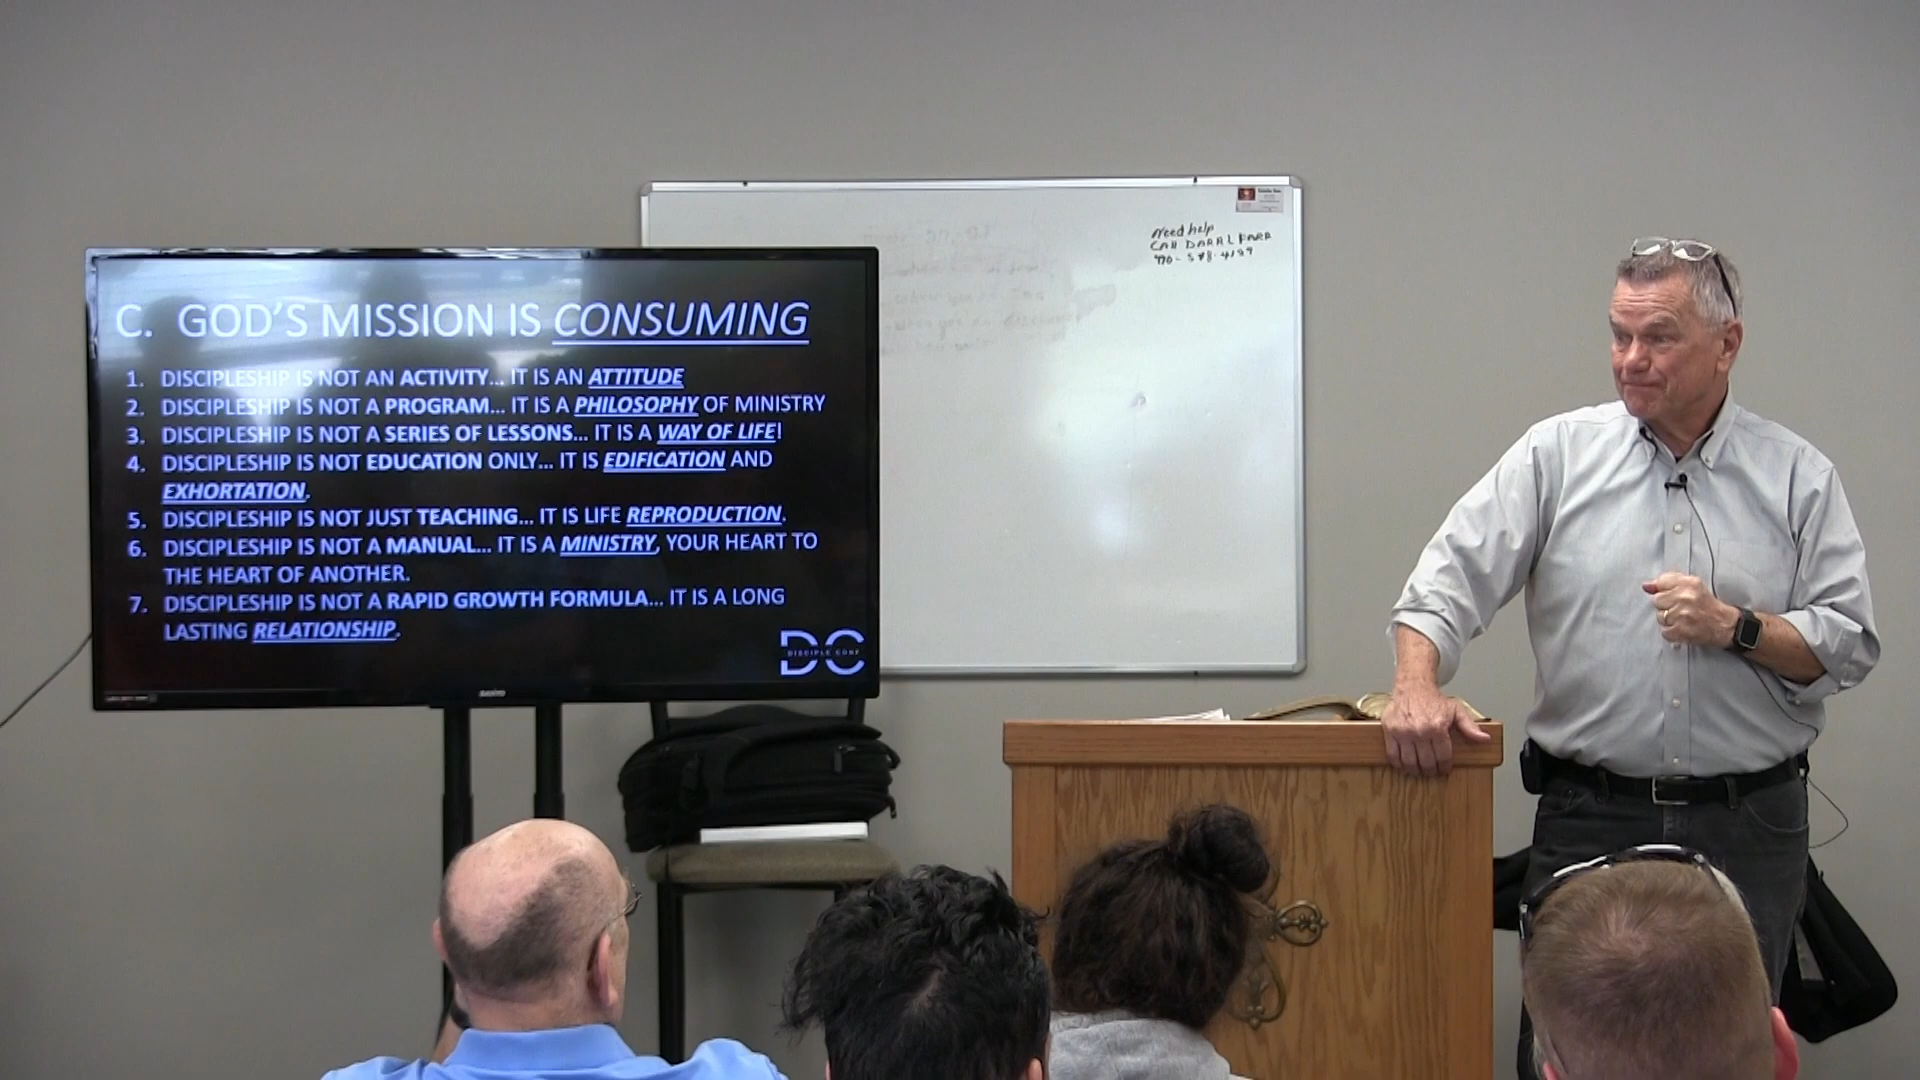 C. GOD'S MISSION IS CONSUMING
1. DISCIPLESHIP IS NOT AN ACTIVITY... IT IS AN ATTITUDE
2. DISCIPLESHIP IS NOT A PROGRAM... IT IS A PHILOSOPHY OF MINISTRY
3. DISCIPLESHIP IS NOT A SERIES OF LESSONS... IT IS A WAY OF LIFE!
4. DISCIPLESHIP IS NOT EDUCATION ONLY... IT IS EDIFICATION AND
EXHORTATION.
5. DISCIPLESHIP IS NOT JUST TEACHING... IT IS LIFE REPRODUCTION.
6. DISCIPLESHIP IS NOT A MANUAL... IT IS A MINISTRY, YOUR HEART TO
THE HEART OF ANOTHER.
7. DISCIPLESHIP IS NOT A RAPID GROWTH FORMULA... IT IS A LONG
LASTING RELATIONSHIP.
DC
DISCIPLE CONF
SANYO
Need help
CALL DARAL FARR